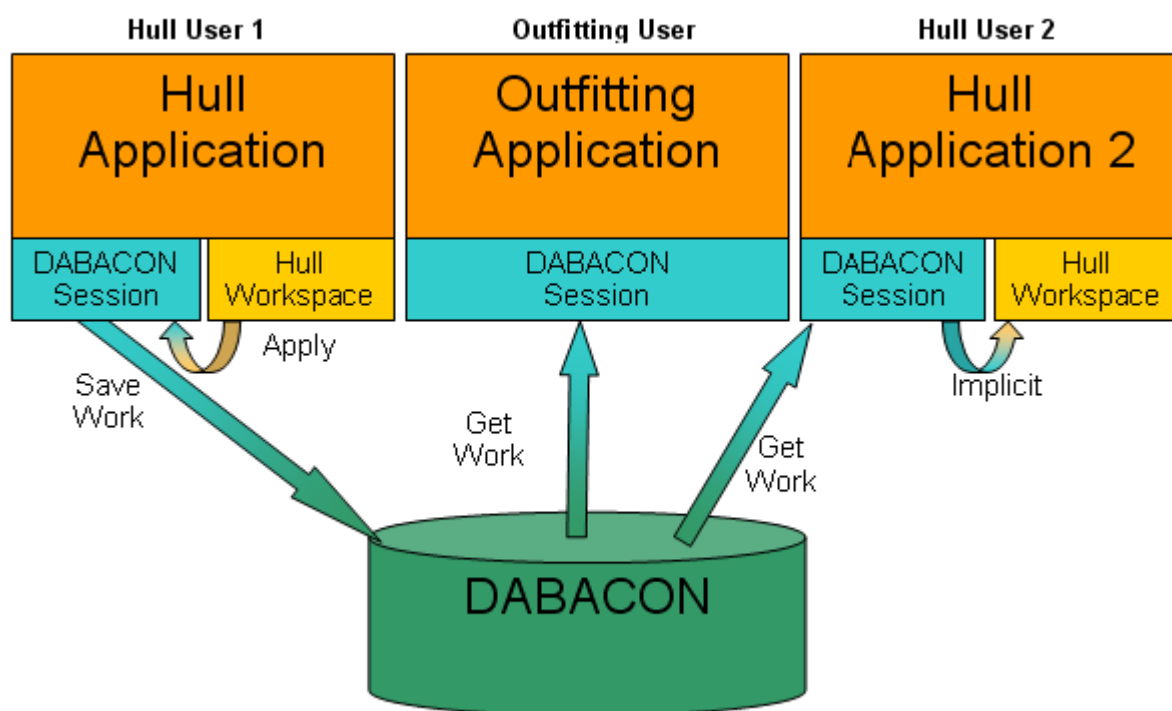 Hull User 1
Outfitting User
Hull User 2
Hull
Application
Outfitting
Application
Hull
Application 2
DABACON
Session
Hull
Workspace
DABACON
Session
DABACON
Session
Hull
Workspace
Apply
Implicit
Save
Work
Get
Work
Get
Work
DABACON